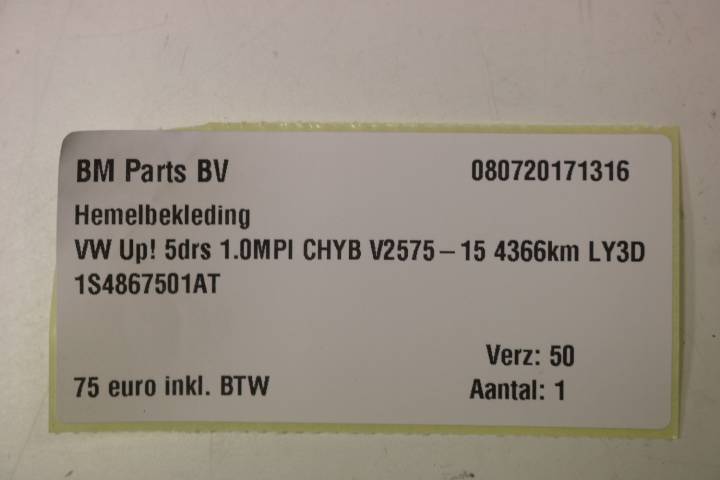 BM Parts BV 080720171316
Hemelbekleding
VW Up! 5drs 1.0MPI CHYB V2575-15 4366km LY3D
1S4867501AT
Verz: 50
75 euro inkl. BTW Aantal: 1